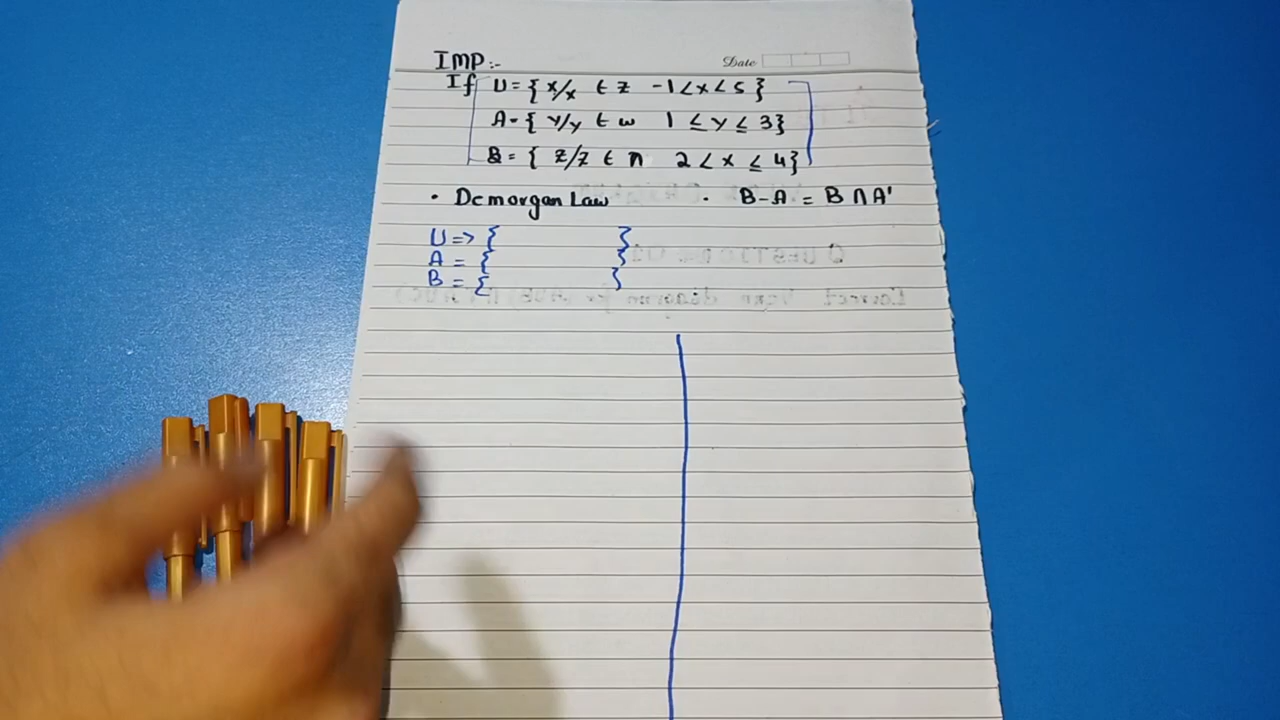 IMP:-
Date
If U = { x/x ∈ z -1 < x < 5 }
A = { y/y ∈ w 1 ≤ y ≤ 3 }
B = { z/z ∈ n 2 < x ≤ 4 }
• Demorgan Law • B-A = B ∩ A'
U => { }
A = { }
B = { }